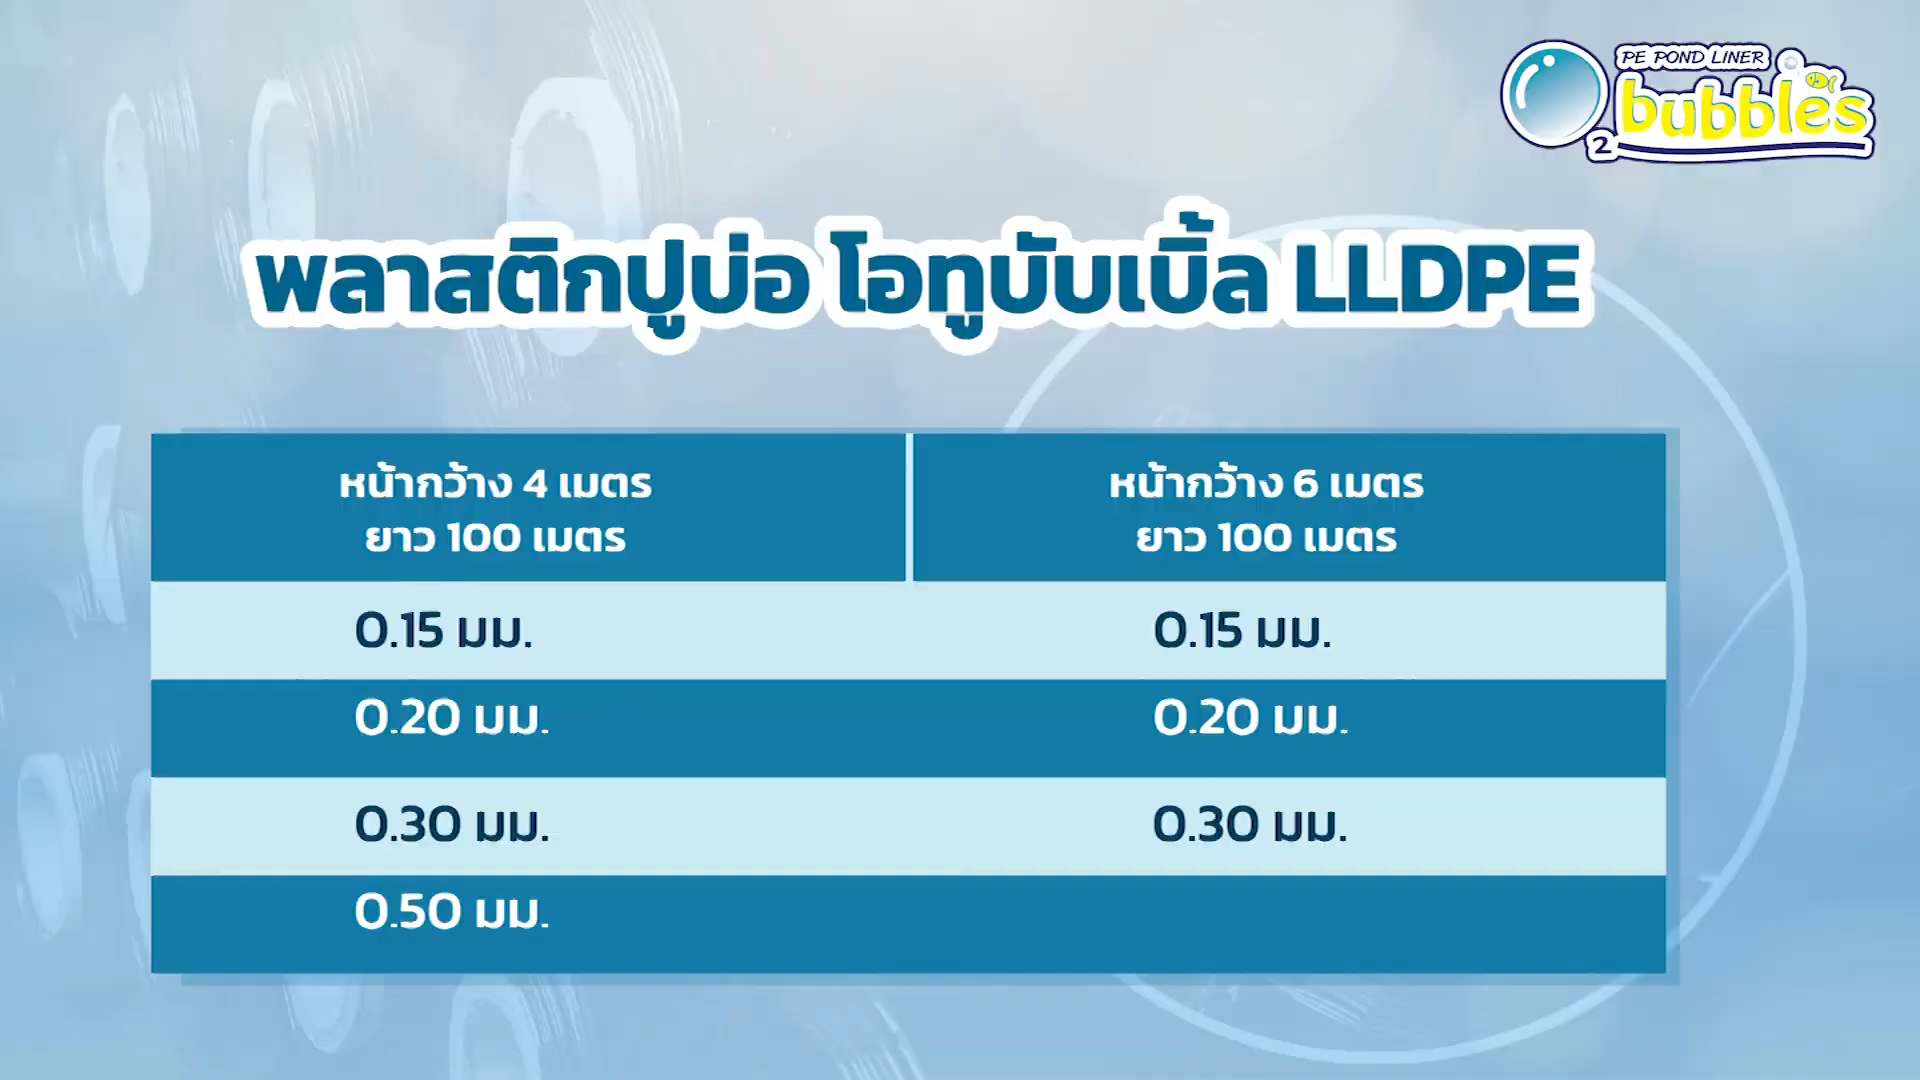 PE POND LINER
O2 bubbles
พลาสติกปูบ่อ โอทูบับเบิ้ล LLDPE
หน้ากว้าง 4 เมตร
ยาว 100 เมตร
หน้ากว้าง 6 เมตร
ยาว 100 เมตร
0.15 มม. 0.15 มม.
0.20 มม. 0.20 มม.
0.30 มม. 0.30 มม.
0.50 มม.